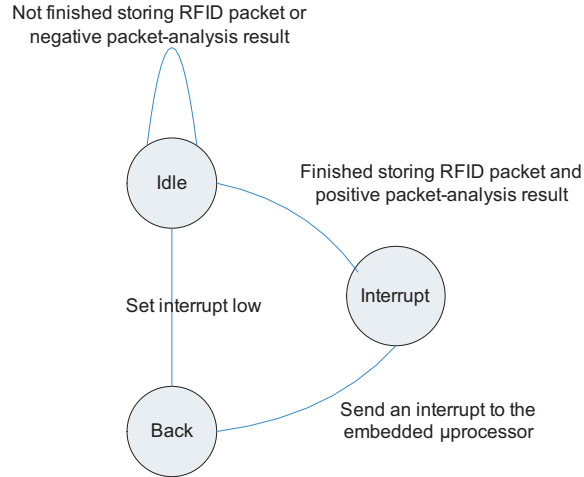 Not finished storing RFID packet or
negative packet-analysis result
Idle
Finished storing RFID packet and
positive packet-analysis result
Interrupt
Set interrupt low
Send an interrupt to the
embedded µprocessor
Back